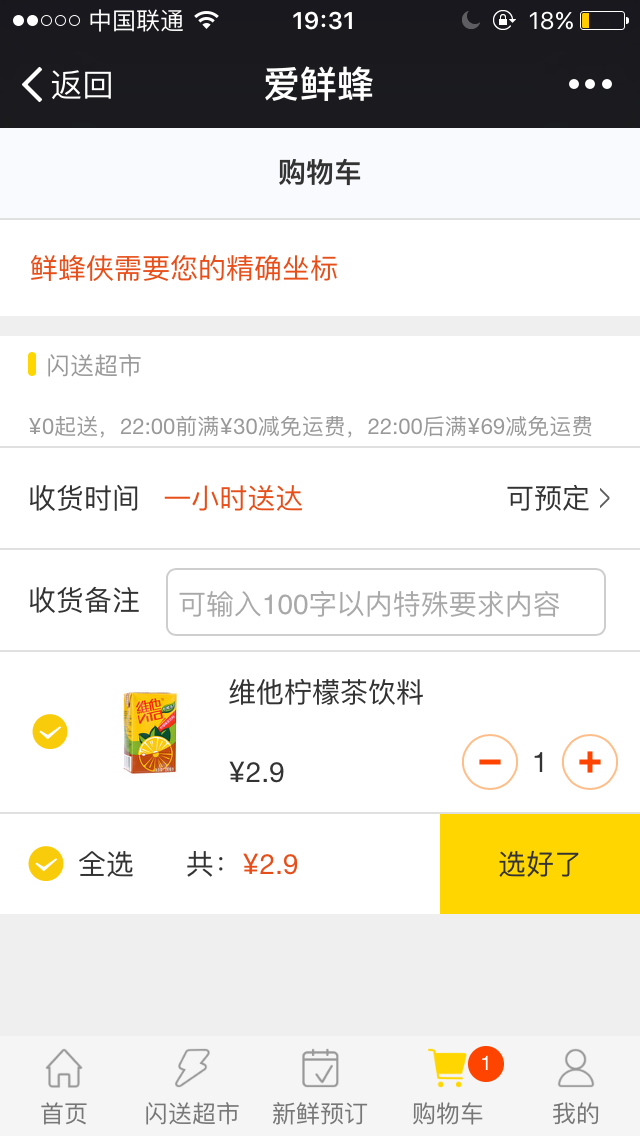 中国联通 19:31 18%
返回 爱鲜蜂
购物车
鲜蜂侠需要您的精确坐标
闪送超市
¥0起送，22:00前满¥30减免运费，22:00后满¥69减免运费
收货时间 一小时送达 可预定
收货备注 可输入100字以内特殊要求内容
维他柠檬茶饮料
维他
VITA
¥2.9 1
全选 共：¥2.9 选好了
1
首页 闪送超市 新鲜预订 购物车 我的